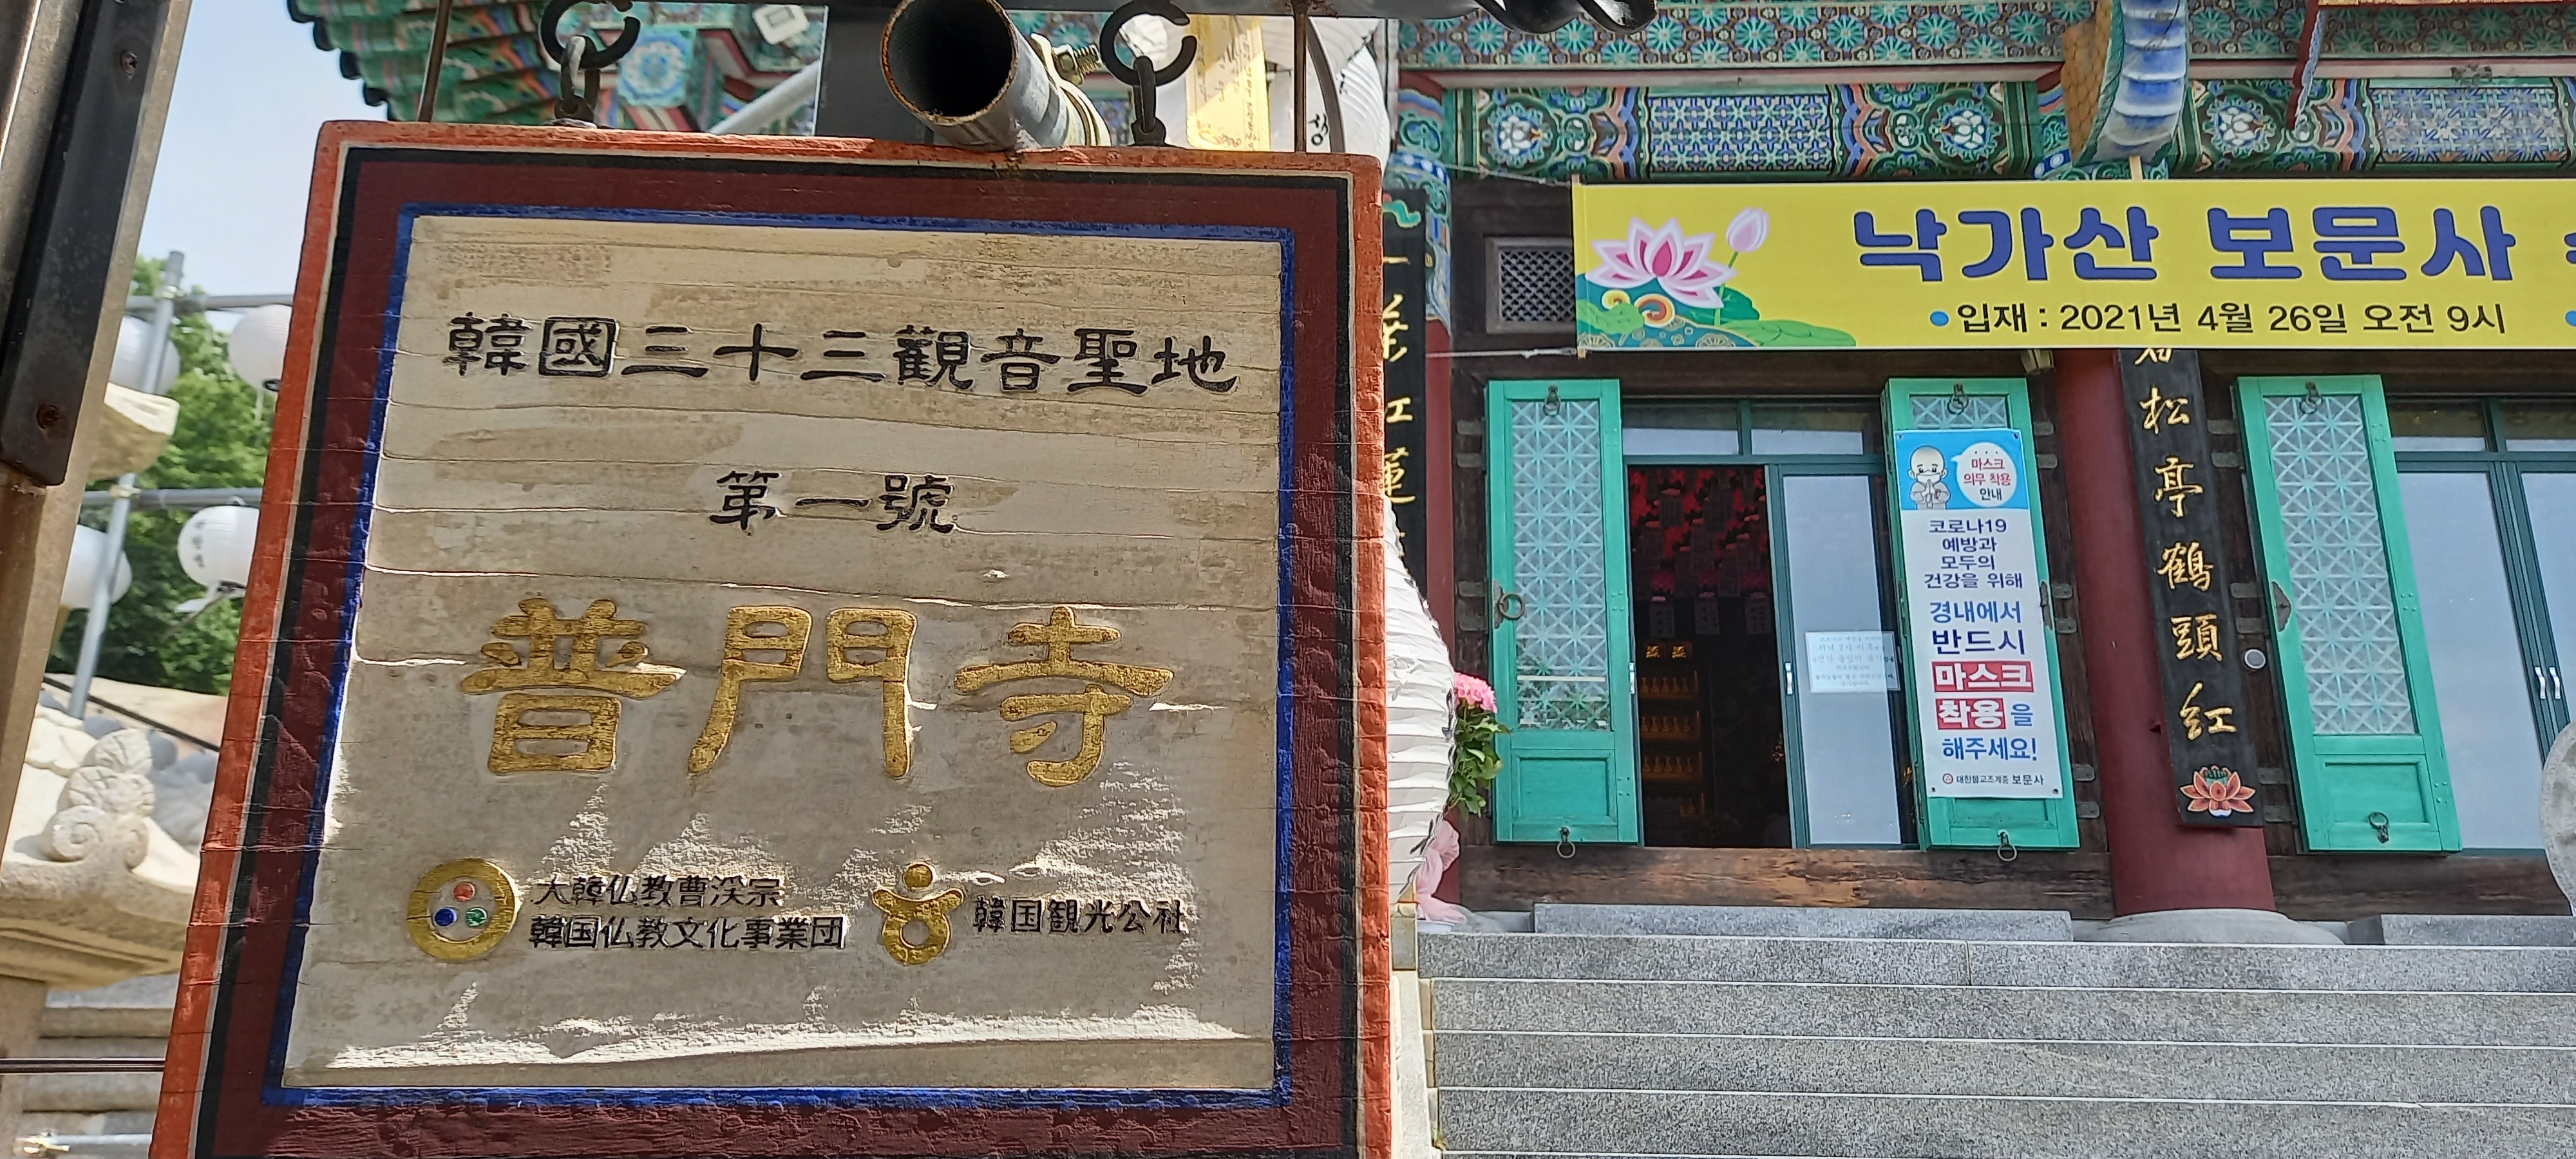 韓國三十三觀音聖地
第一號
普門寺
大韓仏教曹渓宗
韓国仏教文化事業団
韓国観光公社
낙가산 보문사
•입재 : 2021년 4월 26일 오전 9시
마스크
의무 착용
안내
코로나19
예방과
모두의
건강을 위해
경내에서
반드시
마스크
착용을
해주세요!
대한불교조계종 보문사
松亭鶴頭紅
一
紅蓮
생